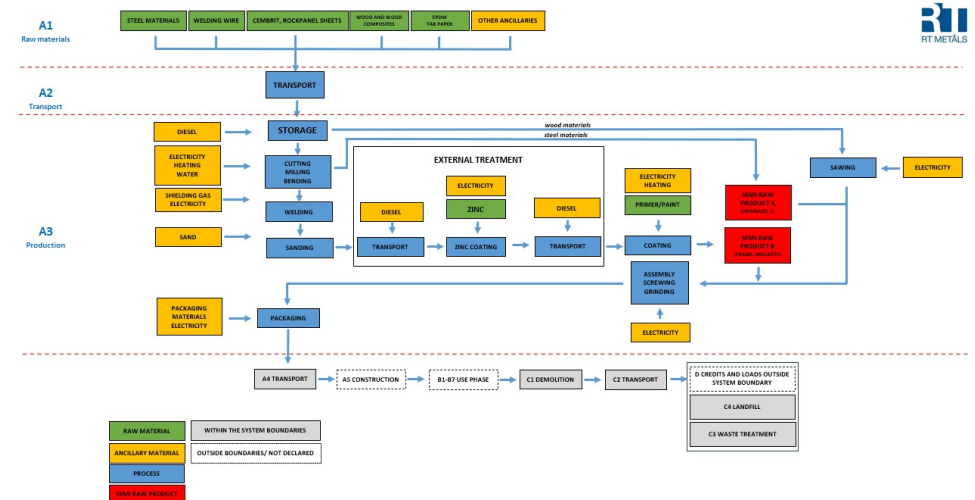 A1
Raw materials
STEEL MATERIALS
WELDING WIRE
CEMBRIT, ROCKPANEL SHEETS
WOOD AND WOOD
COMPOSITES
EPDM
TAR PAPER
OTHER ANCILLARIES
RT METĀLS
A2
Transport
TRANSPORT
A3
Production
DIESEL
STORAGE
wood materials
steel materials
ELECTRICITY
HEATING
WATER
CUTTING
MILLING
BENDING
SHIELDING GAS
ELECTRICITY
WELDING
SAND
SANDING
EXTERNAL TREATMENT
DIESEL
TRANSPORT
ELECTRICITY
ZINC
ZINC COATING
DIESEL
TRANSPORT
ELECTRICITY
HEATING
PRIMER/PAINT
COATING
SEMI-RAW
PRODUCT A
SEMI-RAW
PRODUCT B
SAWING
ELECTRICITY
ASSEMBLY
SCREWING
GRINDING
ELECTRICITY
PACKAGING
MATERIALS
ELECTRICITY
PACKAGING
A4 TRANSPORT
A5 CONSTRUCTION
B1-B7 USE PHASE
C1 DEMOLITION
C2 TRANSPORT
D CREDITS AND LOADS OUTSIDE
SYSTEM BOUNDARY
C4 LANDFILL
C3 WASTE TREATMENT
RAW MATERIAL
WITHIN THE SYSTEM BOUNDARIES
ANCILLARY MATERIAL
OUTSIDE BOUNDARIES/ NOT DECLARED
PROCESS
SEMI-RAW PRODUCT